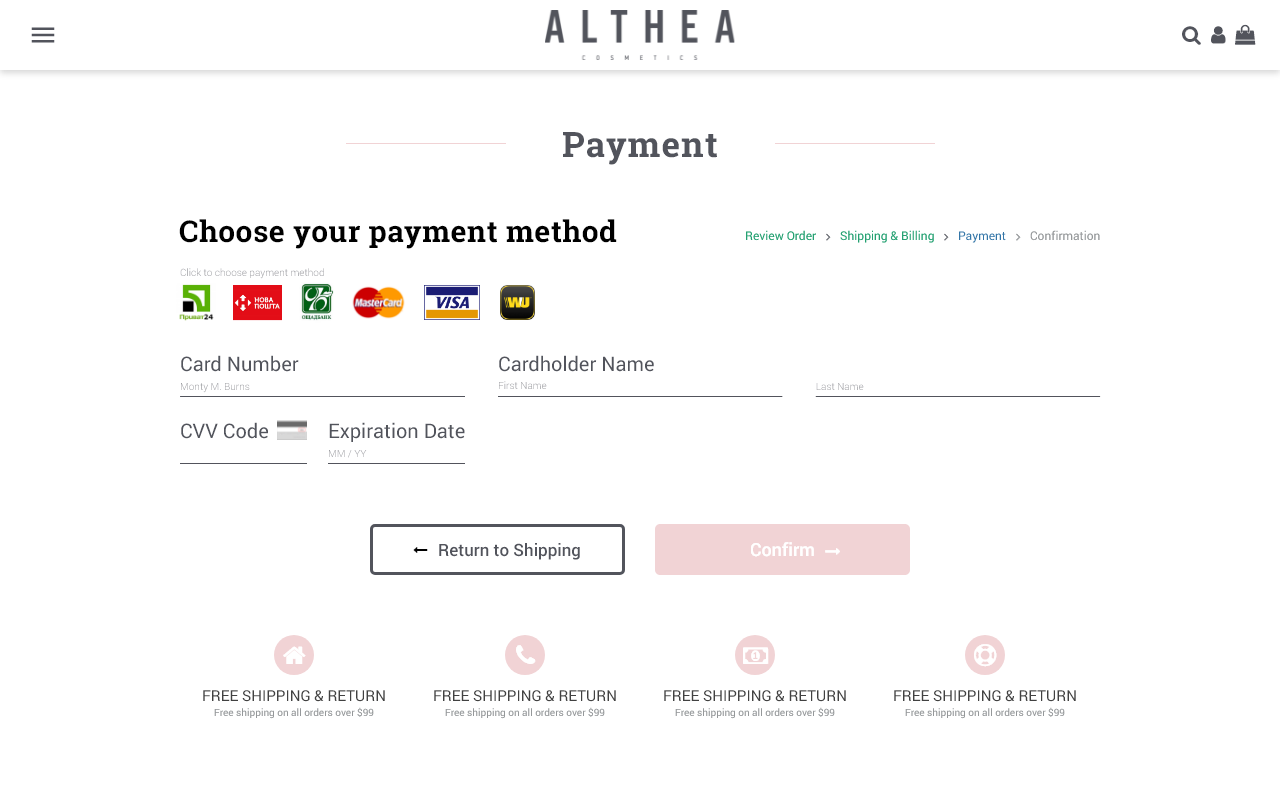 ALTHEA
COSMETICS
Payment
Choose your payment method
Review Order > Shipping & Billing > Payment > Confirmation
Click to choose payment method
Приват24
НОВА ПОШТА
ОЩАДБАНК
MasterCard
VISA
WU
Card Number
Cardholder Name
Monty M. Burns
First Name
Last Name
CVV Code
Expiration Date
MM / YY
← Return to Shipping
Confirm →
FREE SHIPPING & RETURN
Free shipping on all orders over $99
FREE SHIPPING & RETURN
Free shipping on all orders over $99
FREE SHIPPING & RETURN
Free shipping on all orders over $99
FREE SHIPPING & RETURN
Free shipping on all orders over $99